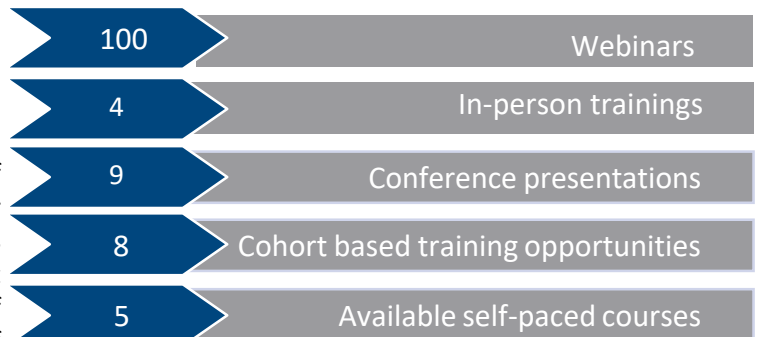 100 Webinars
4 In-person trainings
9 Conference presentations
8 Cohort based training opportunities
5 Available self-paced courses